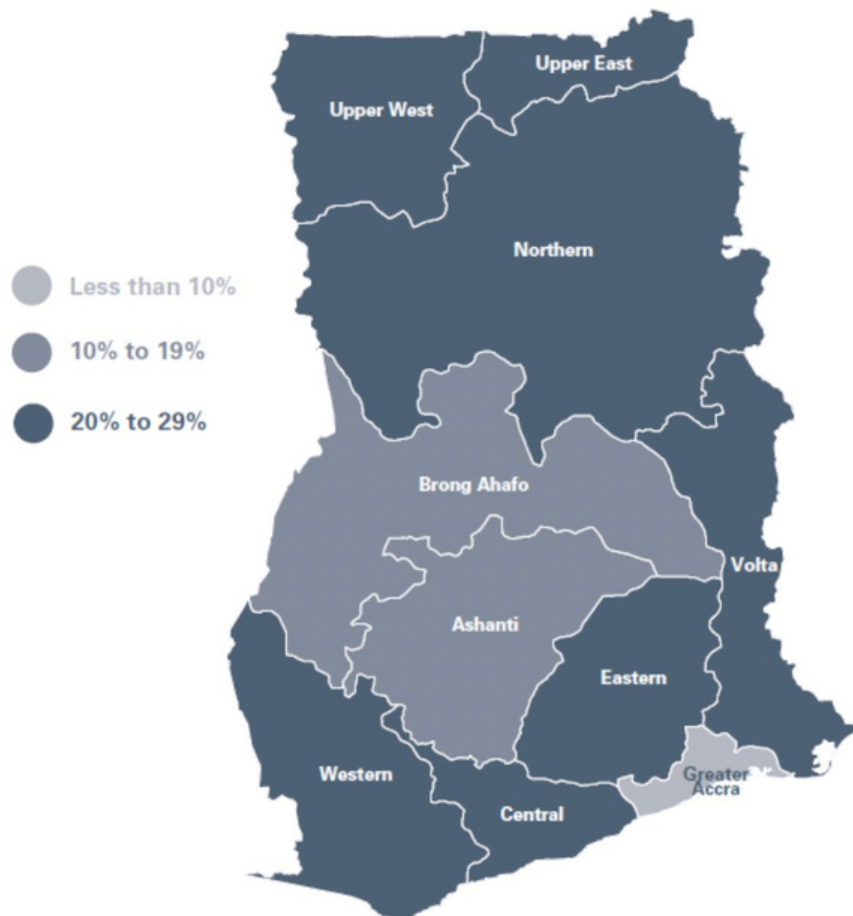 Upper East
Upper West
Northern
Less than 10%
10% to 19%
20% to 29%
Brong Ahafo
Volta
Ashanti
Eastern
Western
Greater
Accra
Central